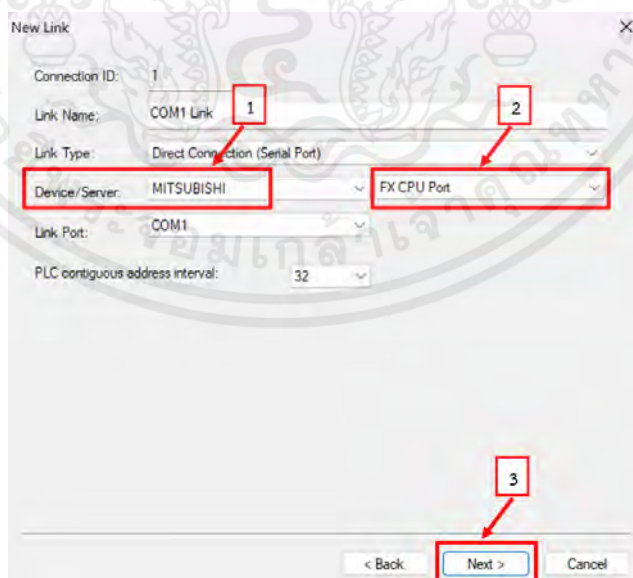 New Link
Connection ID: 1
Link Name: COM1 Link
1
2
Link Type: Direct Connection (Serial Port)
Device/Server: MITSUBISHI FX CPU Port
Link Port: COM1
PLC contiguous address interval: 32
3
< Back Next > Cancel